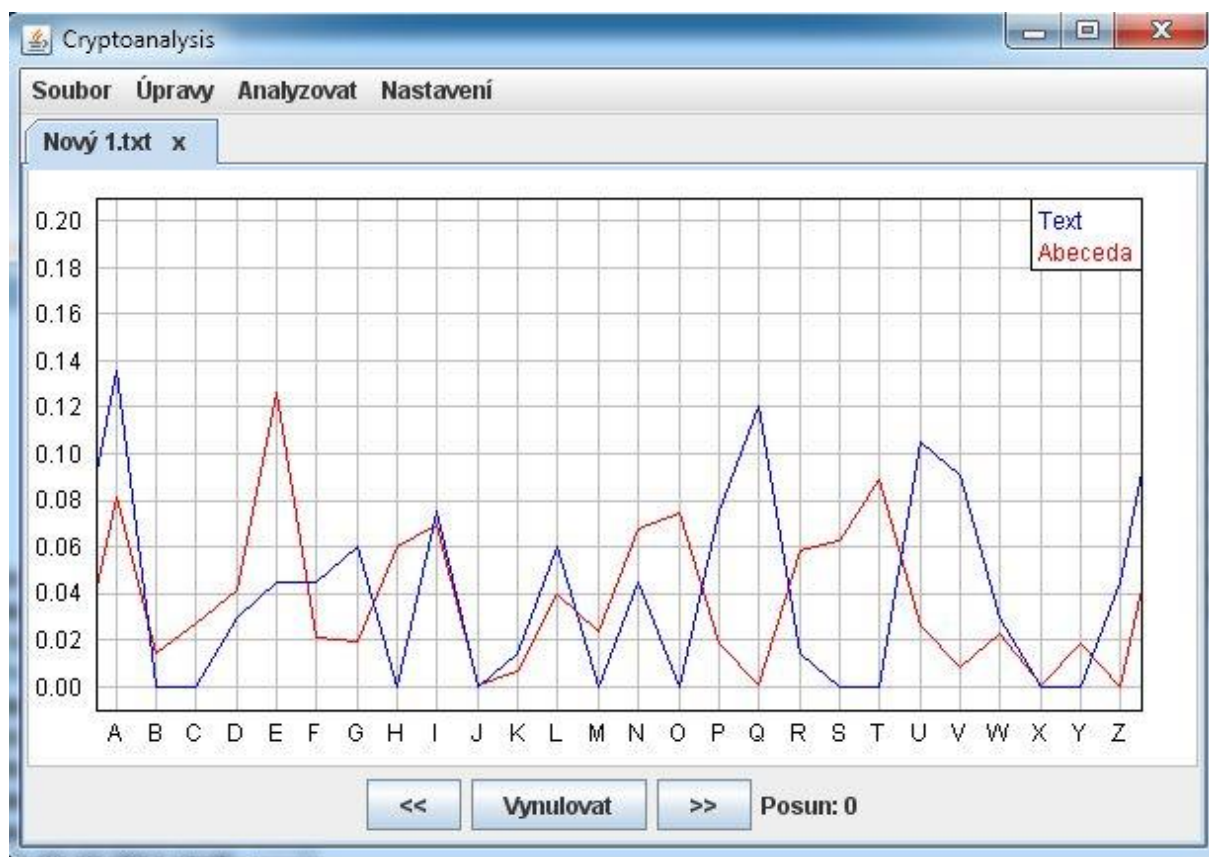 Cryptoanalysis
Soubor Úpravy Analyzovat Nastavení
Nový 1.txt x
Text
Abeceda
0.20
0.18
0.16
0.14
0.12
0.10
0.08
0.06
0.04
0.02
0.00
A B C D E F G H I J K L M N O P Q R S T U V W X Y Z
<< Vynulovat >> Posun: 0